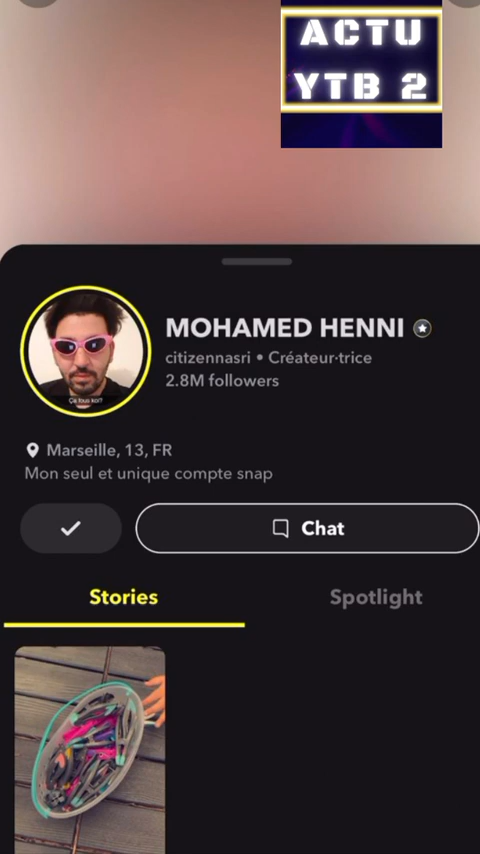 ACTU
YTB 2
MOHAMED HENNI
citizennasri • Créateur·trice
2.8M followers
Ça tous koi?
Marseille, 13, FR
Mon seul et unique compte snap
Chat
Stories
Spotlight